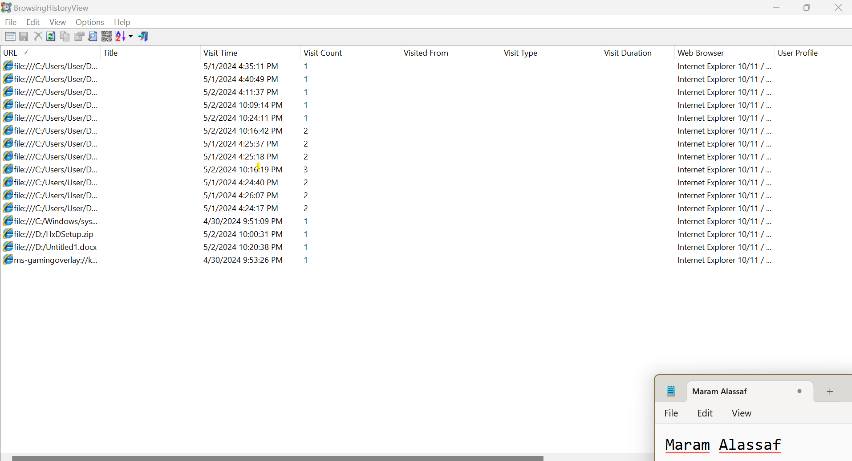 BrowsingHistoryView
File Edit View Options Help
URL / Title Visit Time Visit Count Visited From Visit Type Visit Duration Web Browser User Profile
file:///C:/Users/User/D... 5/1/2024 4:35:11 PM 1 Internet Explorer 10/11 / ...
file:///C:/Users/User/D... 5/1/2024 4:40:49 PM 1 Internet Explorer 10/11 / ...
file:///C:/Users/User/D... 5/2/2024 4:11:37 PM 1 Internet Explorer 10/11 / ...
file:///C:/Users/User/D... 5/2/2024 10:09:14 PM 1 Internet Explorer 10/11 / ...
file:///C:/Users/User/D... 5/2/2024 10:24:11 PM 1 Internet Explorer 10/11 / ...
file:///C:/Users/User/D... 5/2/2024 10:16:42 PM 2 Internet Explorer 10/11 / ...
file:///C:/Users/User/D... 5/1/2024 4:25:37 PM 2 Internet Explorer 10/11 / ...
file:///C:/Users/User/D... 5/1/2024 4:25:18 PM 2 Internet Explorer 10/11 / ...
file:///C:/Users/User/D... 5/2/2024 10:16:19 PM 3 Internet Explorer 10/11 / ...
file:///C:/Users/User/D... 5/1/2024 4:24:40 PM 2 Internet Explorer 10/11 / ...
file:///C:/Users/User/D... 5/1/2024 4:26:07 PM 2 Internet Explorer 10/11 / ...
file:///C:/Users/User/D... 5/1/2024 4:24:17 PM 2 Internet Explorer 10/11 / ...
file:///C:/Windows/sys... 4/30/2024 9:51:09 PM 1 Internet Explorer 10/11 / ...
file:///D:/HxDSetup.zip 5/2/2024 10:00:31 PM 1 Internet Explorer 10/11 / ...
file:///D:/Untitled1.docx 5/2/2024 10:20:38 PM 1 Internet Explorer 10/11 / ...
ms-gamingoverlay://k... 4/30/2024 9:53:26 PM 1 Internet Explorer 10/11 / ...
Maram Alassaf
File Edit View
Maram Alassaf